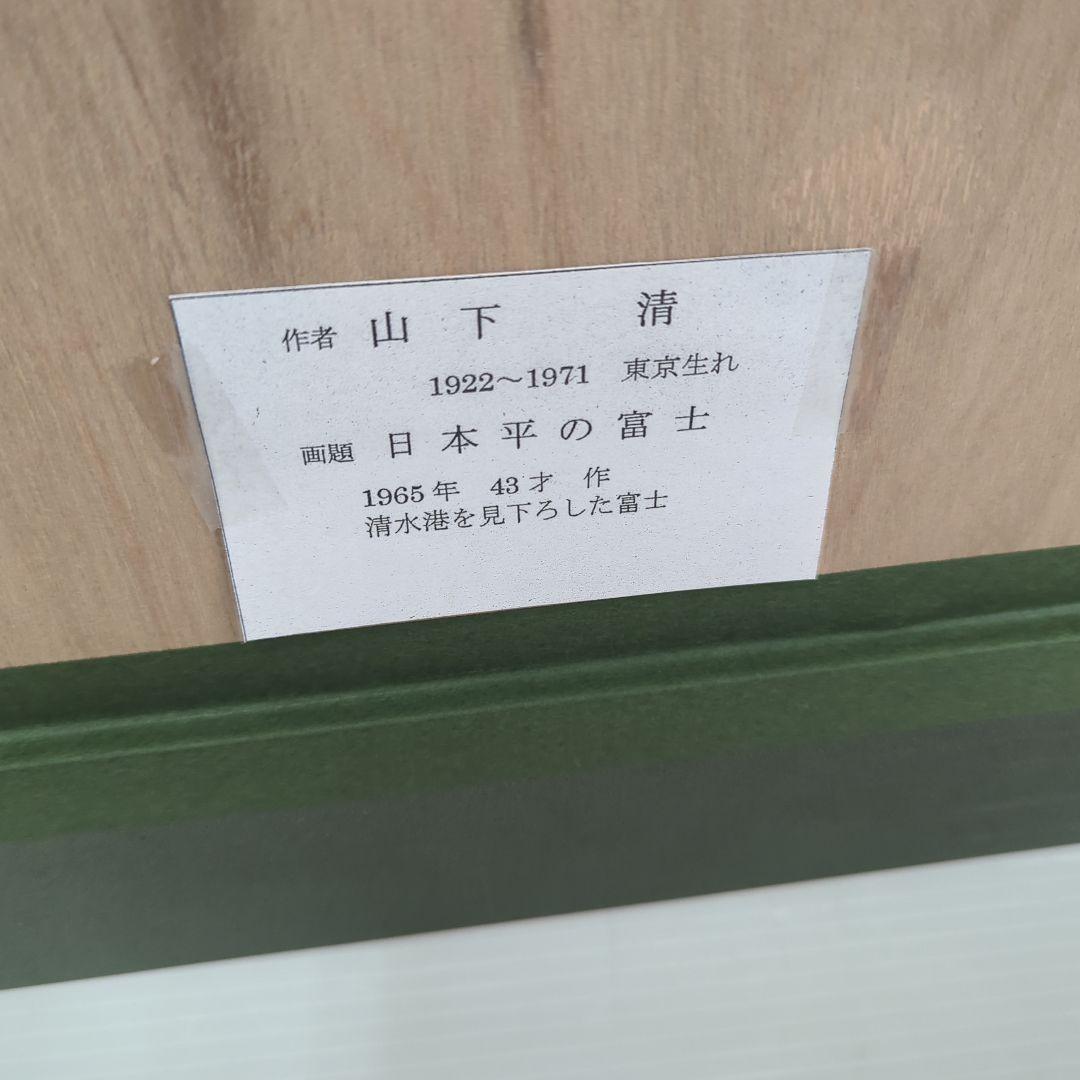 作者 山下 清
1922～1971 東京生れ
画題 日本平の富士
1965年 43才 作
清水港を見下ろした富士